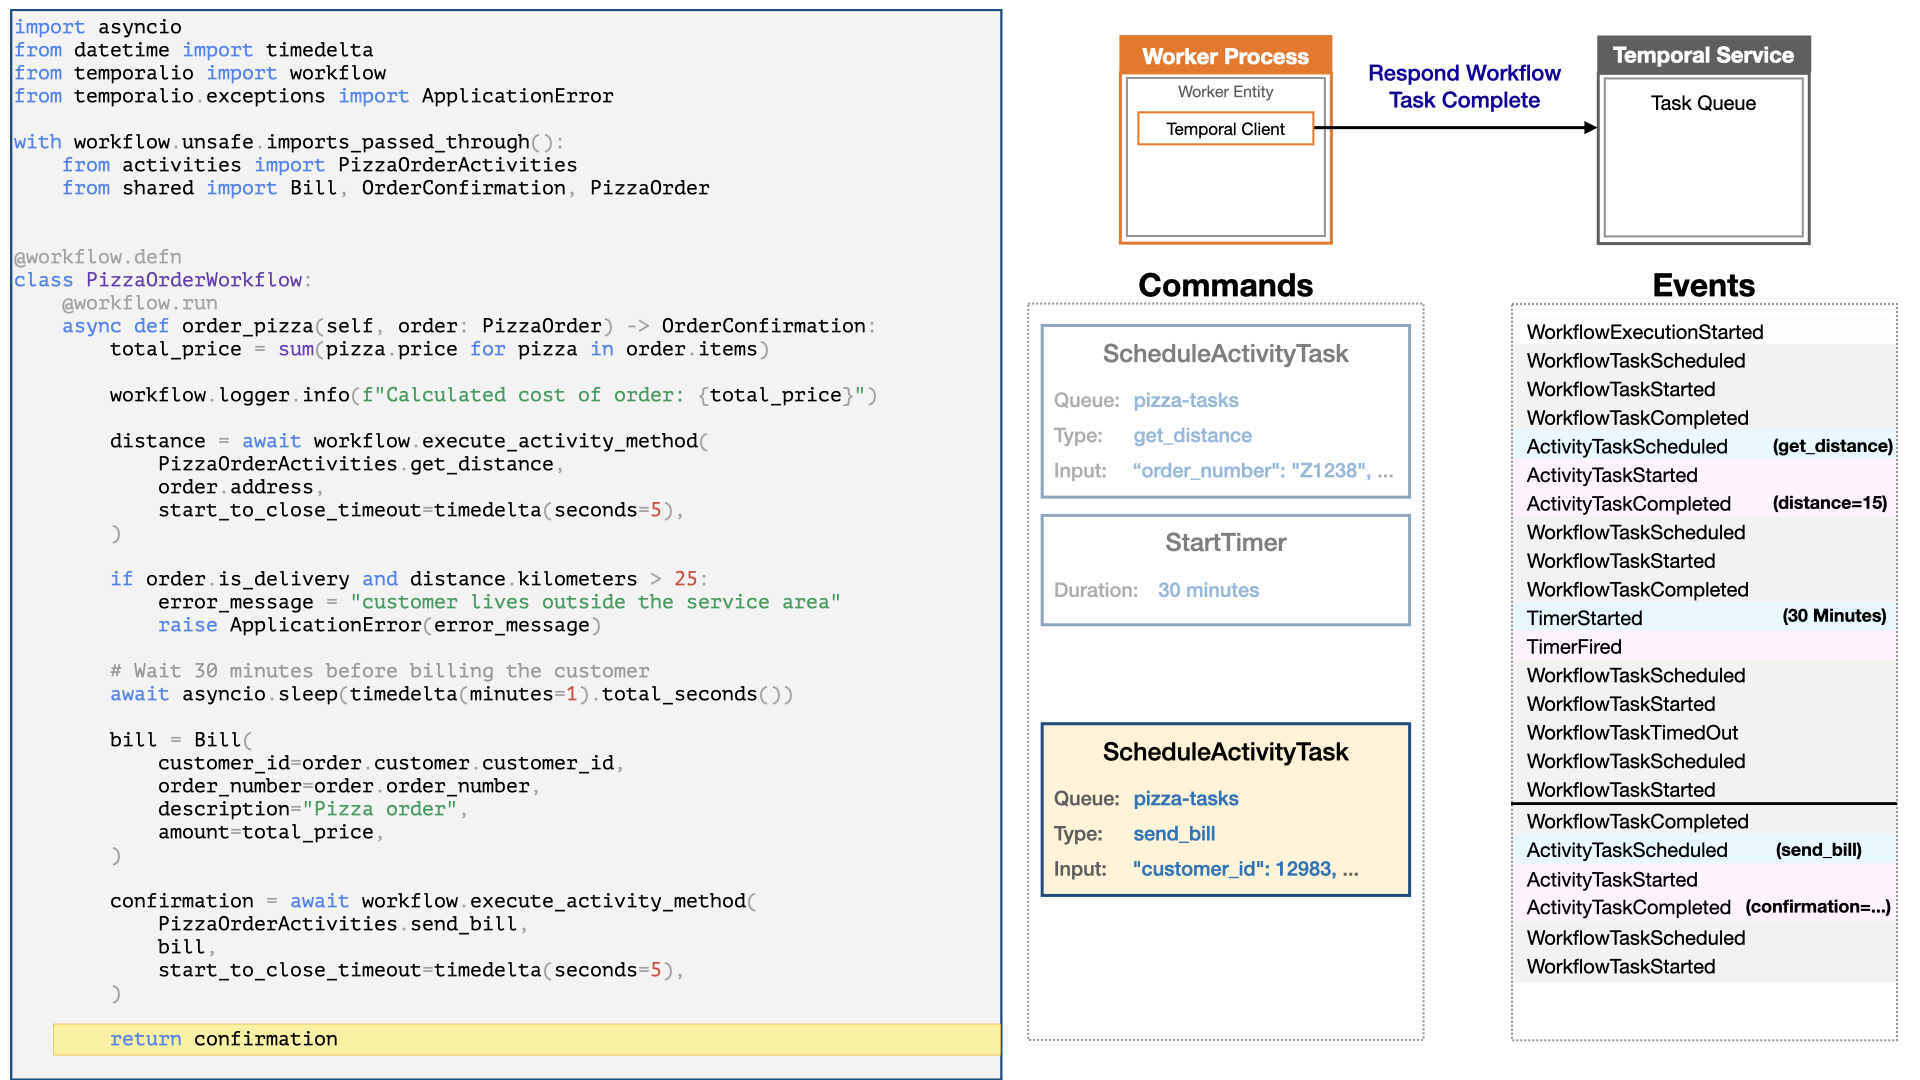 import asyncio
from datetime import timedelta
from temporalio import workflow
from temporalio.exceptions import ApplicationError
with workflow.unsafe.imports_passed_through():
    from activities import PizzaOrderActivities
    from shared import Bill, OrderConfirmation, PizzaOrder
@workflow.defn
class PizzaOrderWorkflow:
    @workflow.run
    async def order_pizza(self, order: PizzaOrder) -> OrderConfirmation:
        total_price = sum(pizza.price for pizza in order.items)
        workflow.logger.info(f"Calculated cost of order: {total_price}")
        distance = await workflow.execute_activity_method(
            PizzaOrderActivities.get_distance,
            order.address,
            start_to_close_timeout=timedelta(seconds=5),
        )
        if order.is_delivery and distance.kilometers > 25:
            error_message = "customer lives outside the service area"
            raise ApplicationError(error_message)
        # Wait 30 minutes before billing the customer
        await asyncio.sleep(timedelta(minutes=1).total_seconds())
        bill = Bill(
            customer_id=order.customer.customer_id,
            order_number=order.order_number,
            description="Pizza order",
            amount=total_price,
        )
        confirmation = await workflow.execute_activity_method(
            PizzaOrderActivities.send_bill,
            bill,
            start_to_close_timeout=timedelta(seconds=5),
        )
        return confirmation
Worker Process
Worker Entity
Temporal Client
Respond Workflow
Task Complete
Temporal Service
Task Queue
Commands
ScheduleActivityTask
Queue: pizza-tasks
Type: get_distance
Input: “order_number": "Z1238", ...
StartTimer
Duration: 30 minutes
ScheduleActivityTask
Queue: pizza-tasks
Type: send_bill
Input: "customer_id": 12983, ...
Events
WorkflowExecutionStarted
WorkflowTaskScheduled
WorkflowTaskStarted
WorkflowTaskCompleted
ActivityTaskScheduled (get_distance)
ActivityTaskStarted
ActivityTaskCompleted (distance=15)
WorkflowTaskScheduled
WorkflowTaskStarted
WorkflowTaskCompleted
TimerStarted (30 Minutes)
TimerFired
WorkflowTaskScheduled
WorkflowTaskStarted
WorkflowTaskTimedOut
WorkflowTaskScheduled
WorkflowTaskStarted
WorkflowTaskCompleted
ActivityTaskScheduled (send_bill)
ActivityTaskStarted
ActivityTaskCompleted (confirmation=...)
WorkflowTaskScheduled
WorkflowTaskStarted